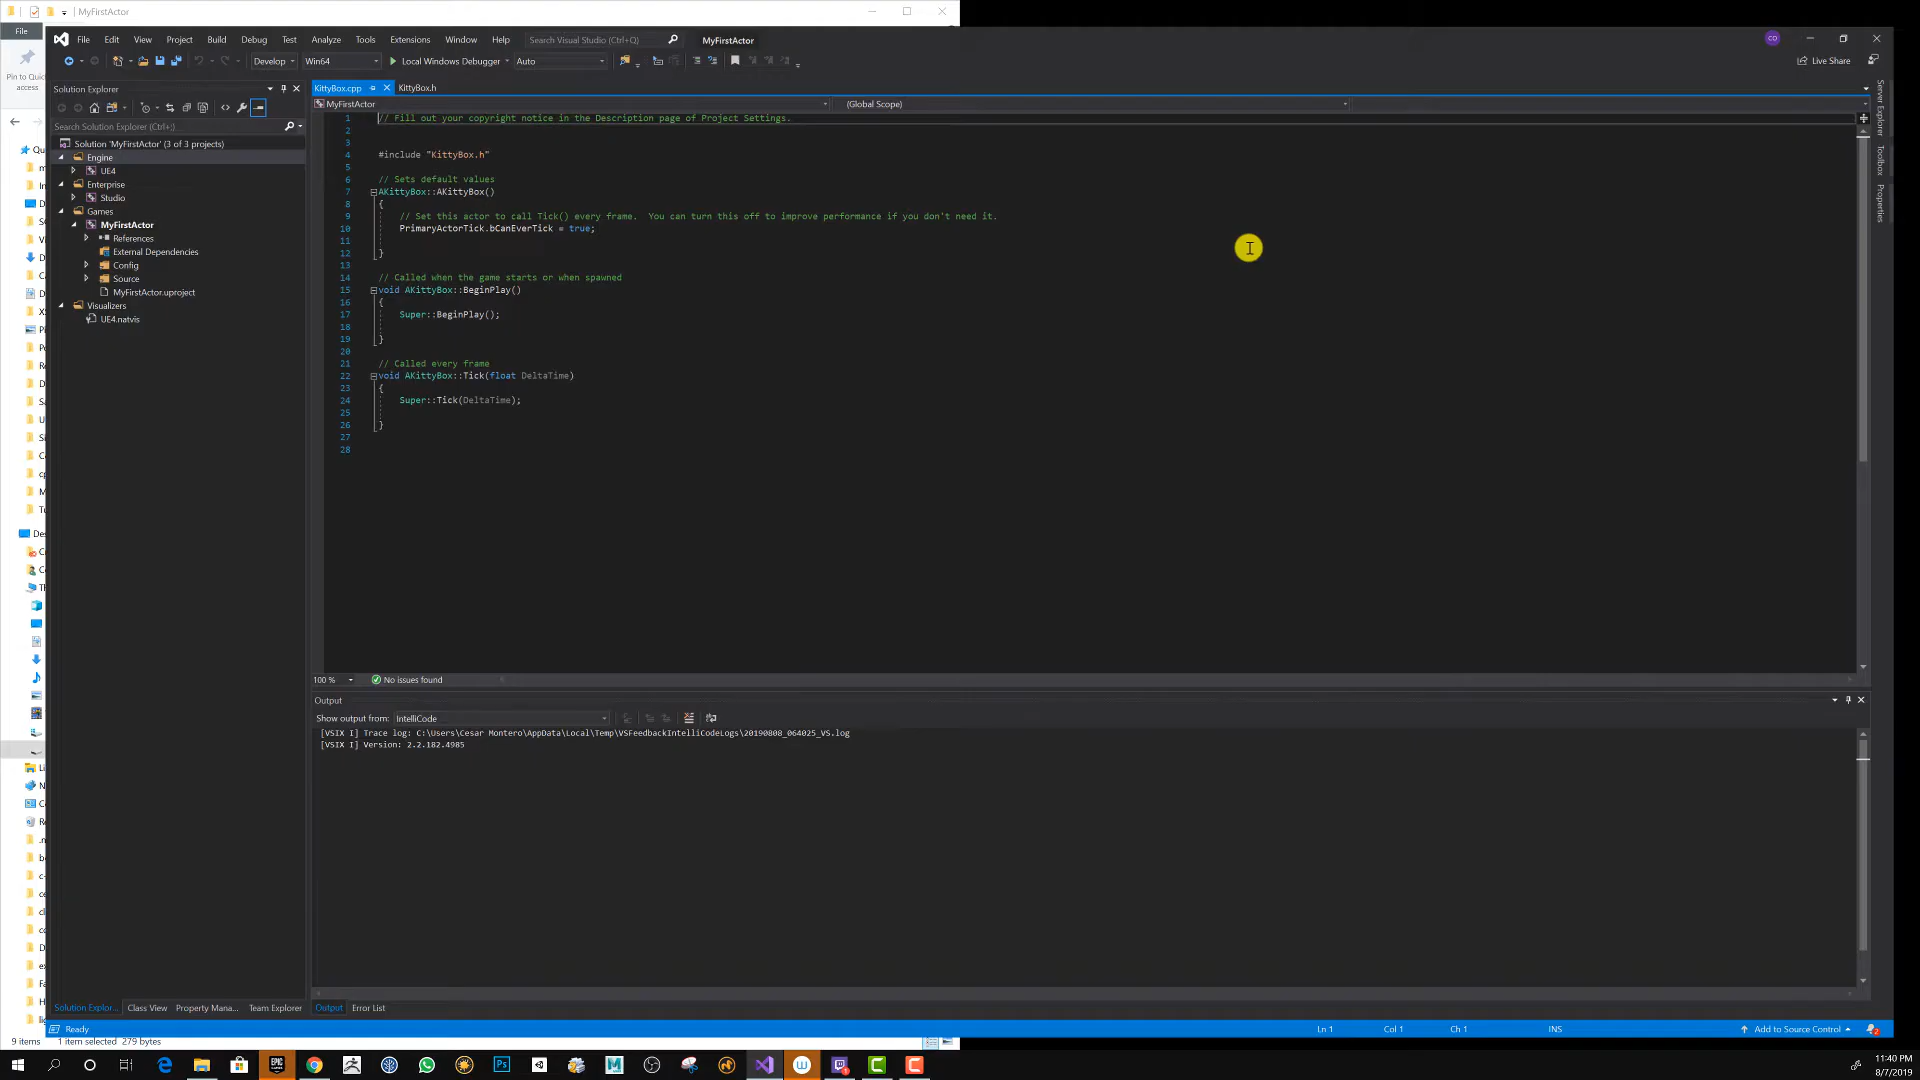 MyFirstActor
File
Pin to Quick
access
File Edit View Project Build Debug Test Analyze Tools Extensions Window Help Search Visual Studio (Ctrl+Q) MyFirstActor CD
Develop Win64 Local Windows Debugger Auto Live Share
Solution Explorer
Search Solution Explorer (Ctrl+;)
Solution 'MyFirstActor' (3 of 3 projects)
Engine
UE4
Enterprise
Studio
Games
MyFirstActor
References
External Dependencies
Config
Source
MyFirstActor.uproject
Visualizers
UE4.natvis
KittyBox.cpp KittyBox.h
MyFirstActor (Global Scope)
1 // Fill out your copyright notice in the Description page of Project Settings.
2
3
4 #include "KittyBox.h"
5
6 // Sets default values
7 AKittyBox::AKittyBox()
8 {
9 // Set this actor to call Tick() every frame.  You can turn this off to improve performance if you don't need it.
10 PrimaryActorTick.bCanEverTick = true;
11
12 }
13
14 // Called when the game starts or when spawned
15 void AKittyBox::BeginPlay()
16 {
17 Super::BeginPlay();
18
19 }
20
21 // Called every frame
22 void AKittyBox::Tick(float DeltaTime)
23 {
24 Super::Tick(DeltaTime);
25
26 }
27
28
100 % No issues found
Output
Show output from: IntelliCode
[VSIX I] Trace log: C:\Users\Cesar Montero\AppData\Local\Temp\VSFeedbackIntelliCodeLogs\20190808_064025_VS.log
[VSIX I] Version: 2.2.182.4985
Server Explorer
Toolbox
Properties
Solution Explor... Class View Property Mana... Team Explorer Output Error List
Ready Ln 1 Col 1 Ch 1 INS Add to Source Control 2
9 items 1 item selected 279 bytes
11:40 PM
8/7/2019